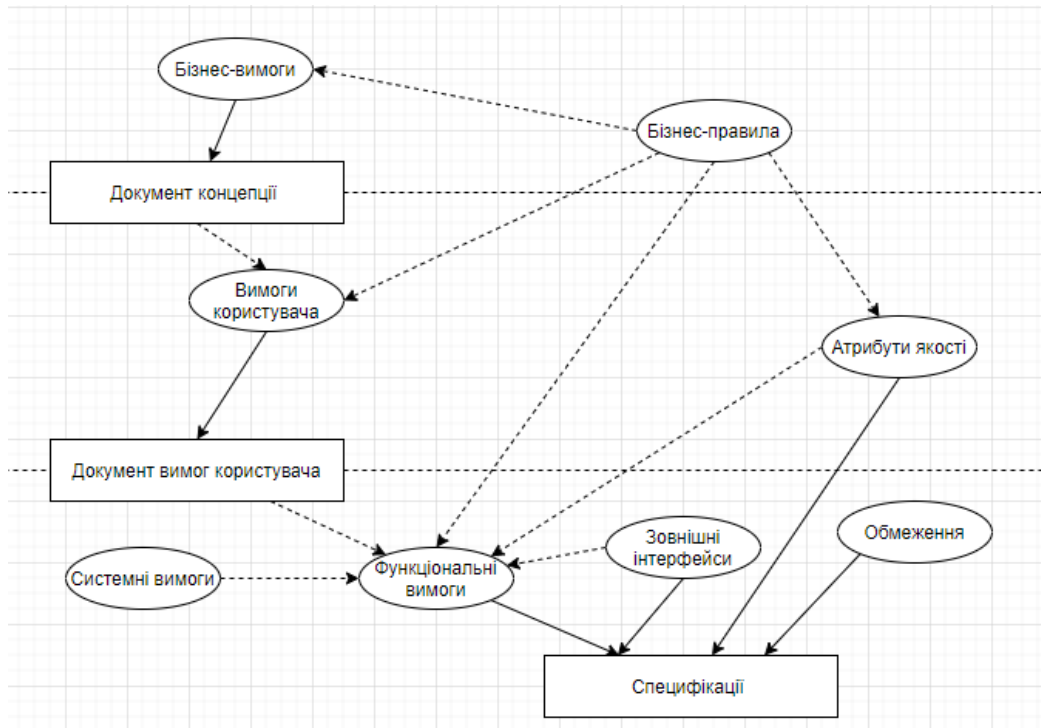 Бізнес-вимоги
Бізнес-правила
Документ концепції
Вимоги
користувача
Атрибути якості
Документ вимог користувача
Зовнішні
інтерфейси
Обмеження
Системні вимоги
Функціональні
вимоги
Специфікації